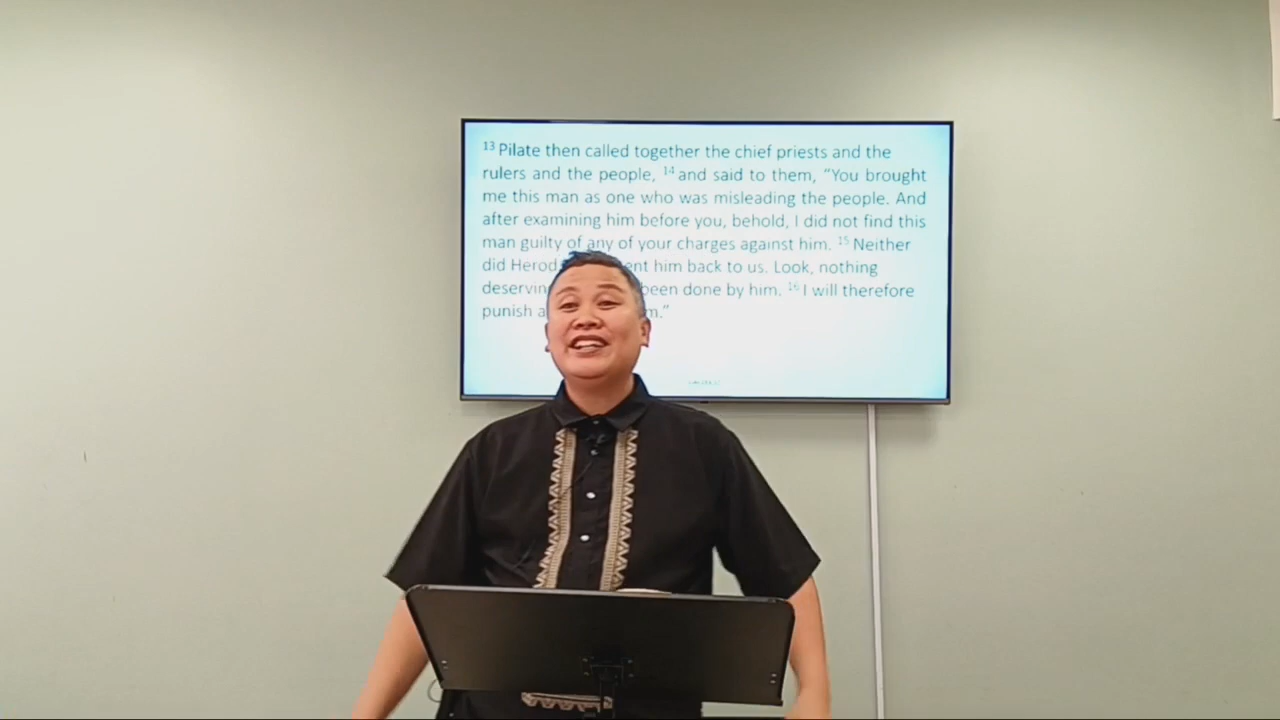 13 Pilate then called together the chief priests and the
rulers and the people, 14 and said to them, “You brought
me this man as one who was misleading the people. And
after examining him before you, behold, I did not find this
man guilty of any of your charges against him. 15 Neither
did Herod him back to us. Look, nothing
been done by him. 16 I will therefore
punish